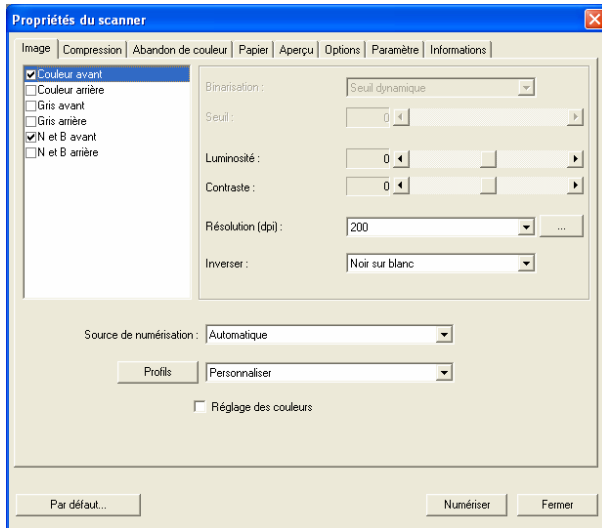 Propriétés du scanner
Image Compression Abandon de couleur Papier Aperçu Options Paramètre Informations
Couleur avant
Couleur arrière
Gris avant
Gris arrière
N et B avant
N et B arrière
Binarisation : Seuil dynamique
Seuil : 0
Luminosité : 0
Contraste : 0
Résolution (dpi) : 200 ...
Inverser : Noir sur blanc
Source de numérisation : Automatique
Profils Personnaliser
Réglage des couleurs
Par défaut... Numériser Fermer